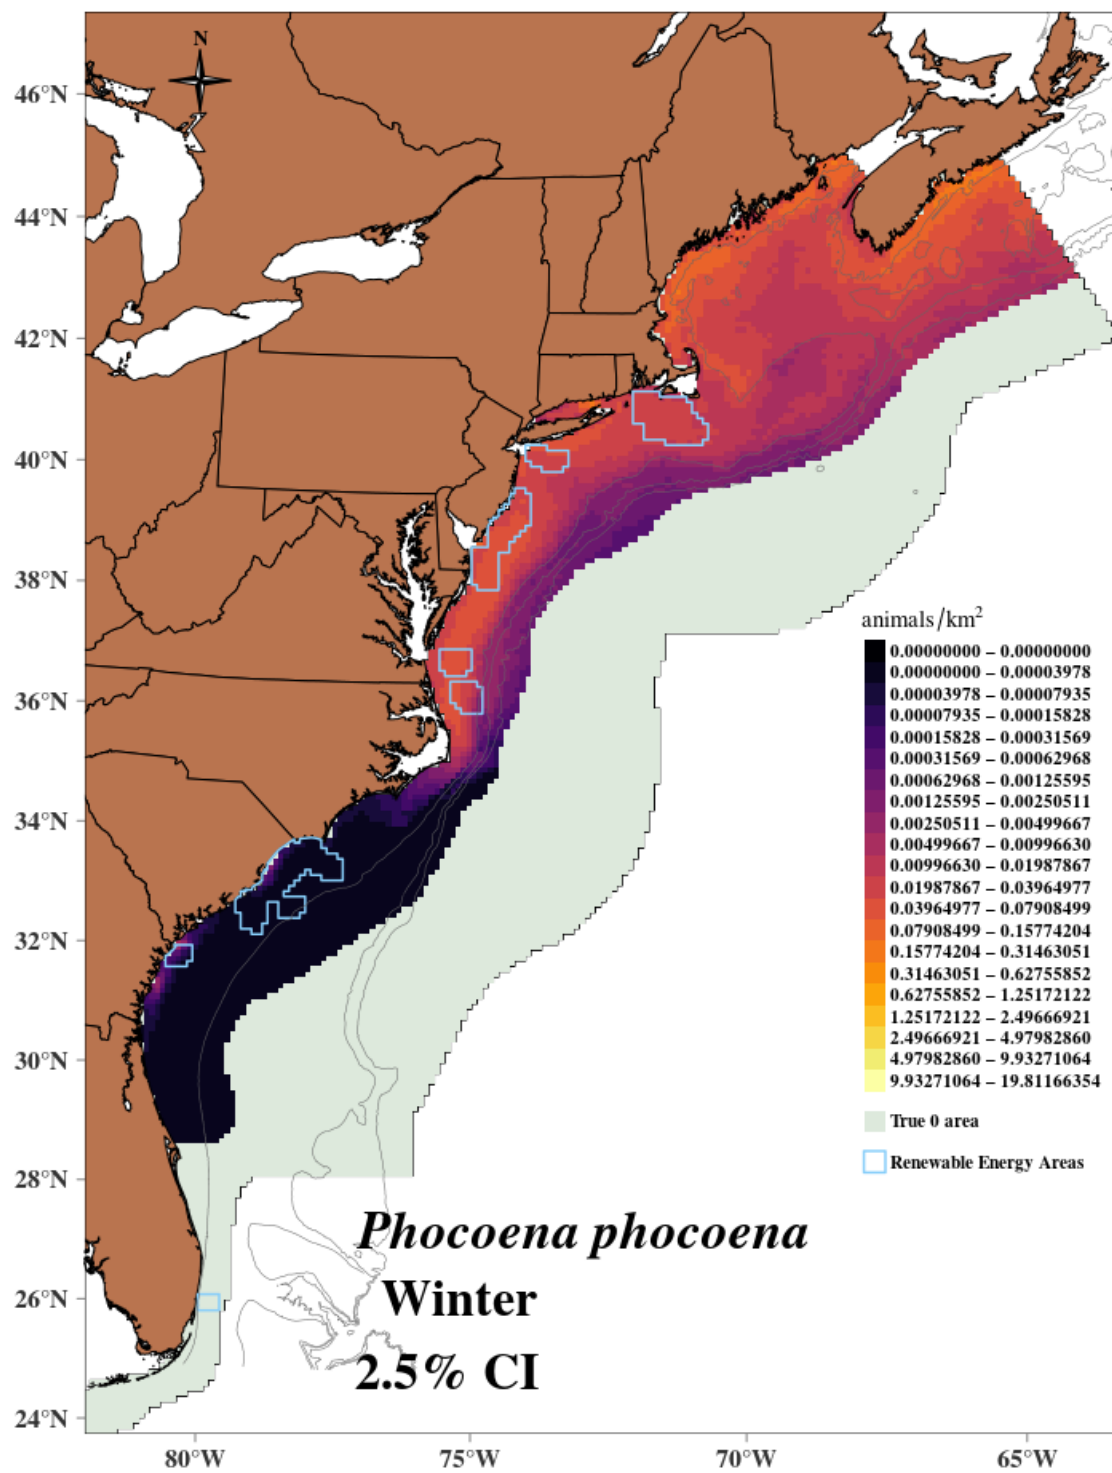 N
46°N
44°N
42°N
40°N
38°N
36°N
34°N
32°N
30°N
28°N
26°N
24°N
80°W
75°W
70°W
65°W
animals/km²
0.00000000 – 0.00000000
0.00000000 – 0.00003978
0.00003978 – 0.00007935
0.00007935 – 0.00015828
0.00015828 – 0.00031569
0.00031569 – 0.00062968
0.00062968 – 0.00125595
0.00125595 – 0.00250511
0.00250511 – 0.00499667
0.00499667 – 0.00996630
0.00996630 – 0.01987867
0.01987867 – 0.03964977
0.03964977 – 0.07908499
0.07908499 – 0.15774204
0.15774204 – 0.31463051
0.31463051 – 0.62755852
0.62755852 – 1.25172122
1.25172122 – 2.49666921
2.49666921 – 4.97982860
4.97982860 – 9.93271064
9.93271064 – 19.81166354
True 0 area
Renewable Energy Areas
Phocoena phocoena
Winter
2.5% CI